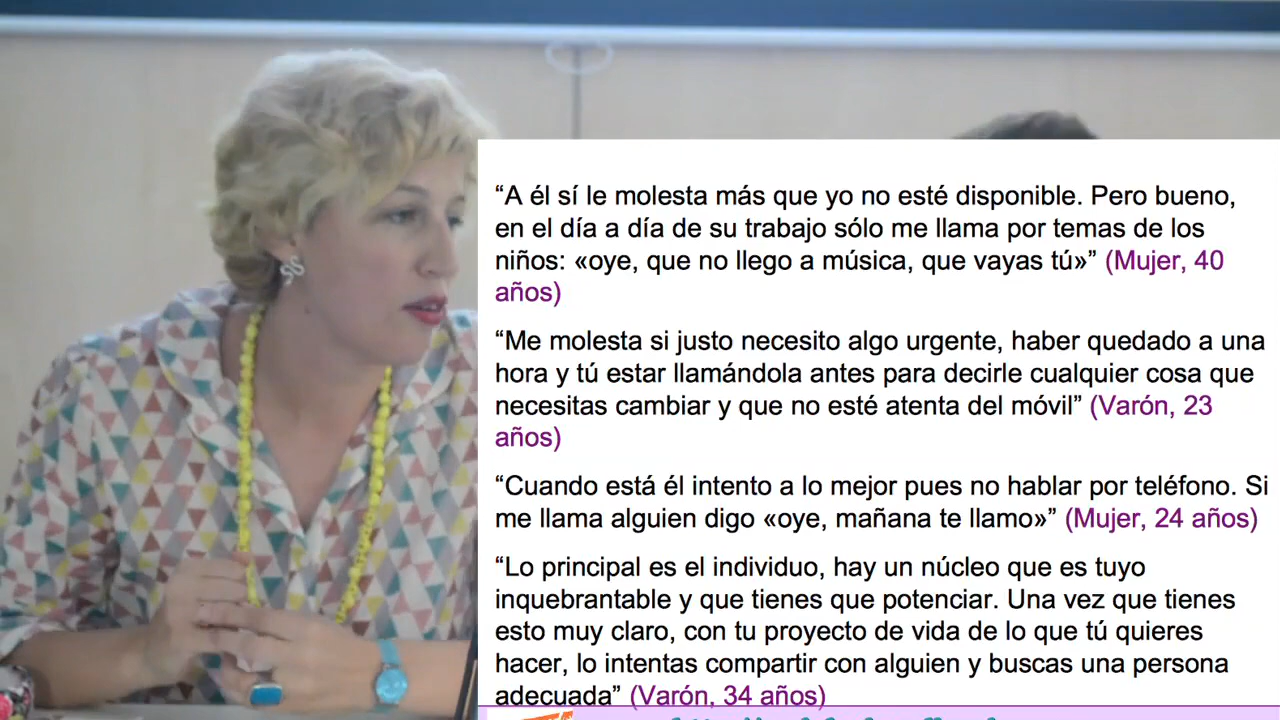 “A él sí le molesta más que yo no esté disponible. Pero bueno,
en el día a día de su trabajo sólo me llama por temas de los
niños: «oye, que no llego a música, que vayas tú»” (Mujer, 40
años)
“Me molesta si justo necesito algo urgente, haber quedado a una
hora y tú estar llamándola antes para decirle cualquier cosa que
necesitas cambiar y que no esté atenta del móvil” (Varón, 23
años)
“Cuando está él intento a lo mejor pues no hablar por teléfono. Si
me llama alguien digo «oye, mañana te llamo»” (Mujer, 24 años)
“Lo principal es el individuo, hay un núcleo que es tuyo
inquebrantable y que tienes que potenciar. Una vez que tienes
esto muy claro, con tu proyecto de vida de lo que tú quieres
hacer, lo intentas compartir con alguien y buscas una persona
adecuada” (Varón, 34 años)